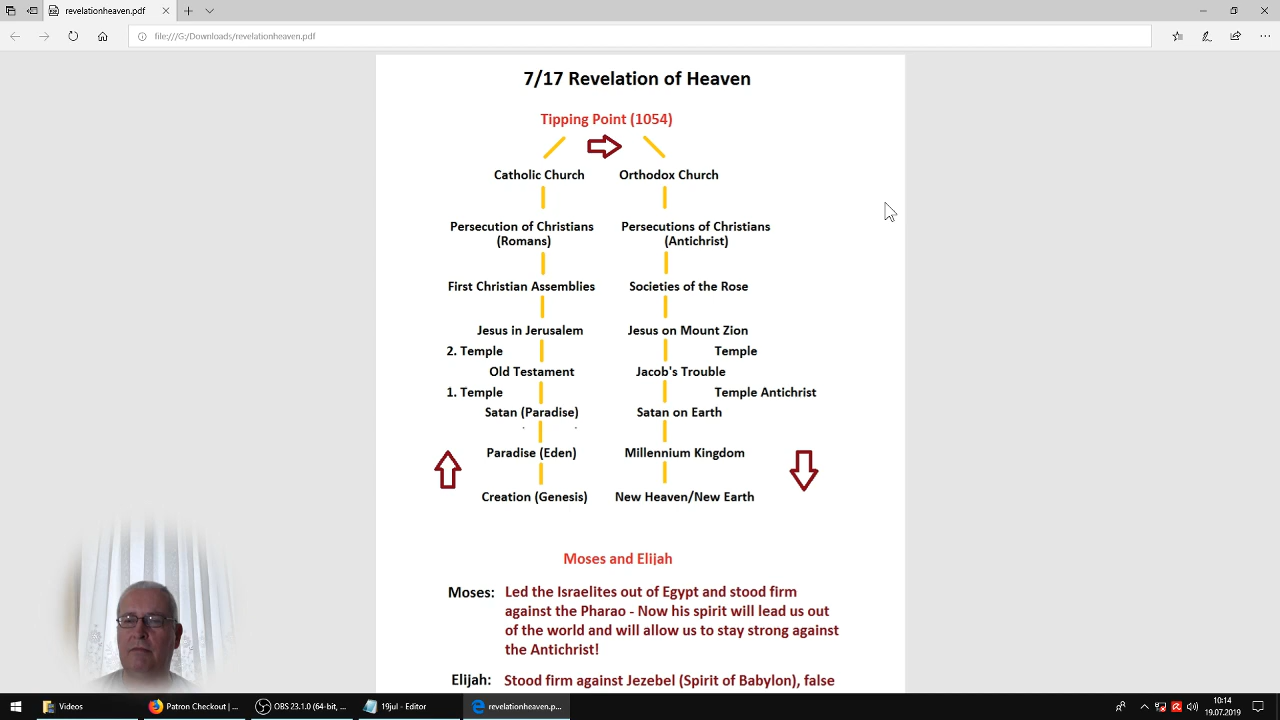 revelationheaven.pdf
file:///G:/Downloads/revelationheaven.pdf
7/17 Revelation of Heaven
Tipping Point (1054)
Catholic Church Orthodox Church
Persecution of Christians Persecutions of Christians
(Romans) (Antichrist)
First Christian Assemblies Societies of the Rose
Jesus in Jerusalem Jesus on Mount Zion
2. Temple Temple
Old Testament Jacob's Trouble
1. Temple Temple Antichrist
Satan (Paradise) Satan on Earth
Paradise (Eden) Millennium Kingdom
Creation (Genesis) New Heaven/New Earth
Moses and Elijah
Moses: Led the Israelites out of Egypt and stood firm
against the Pharao - Now his spirit will lead us out
of the world and will allow us to stay strong against
the Antichrist!
Elijah: Stood firm against Jezebel (Spirit of Babylon), false
Videos Patron Checkout | ... OBS 23.1.0 (64-bit, ... 19jul - Editor revelationheaven.p... 10:14
19.07.2019